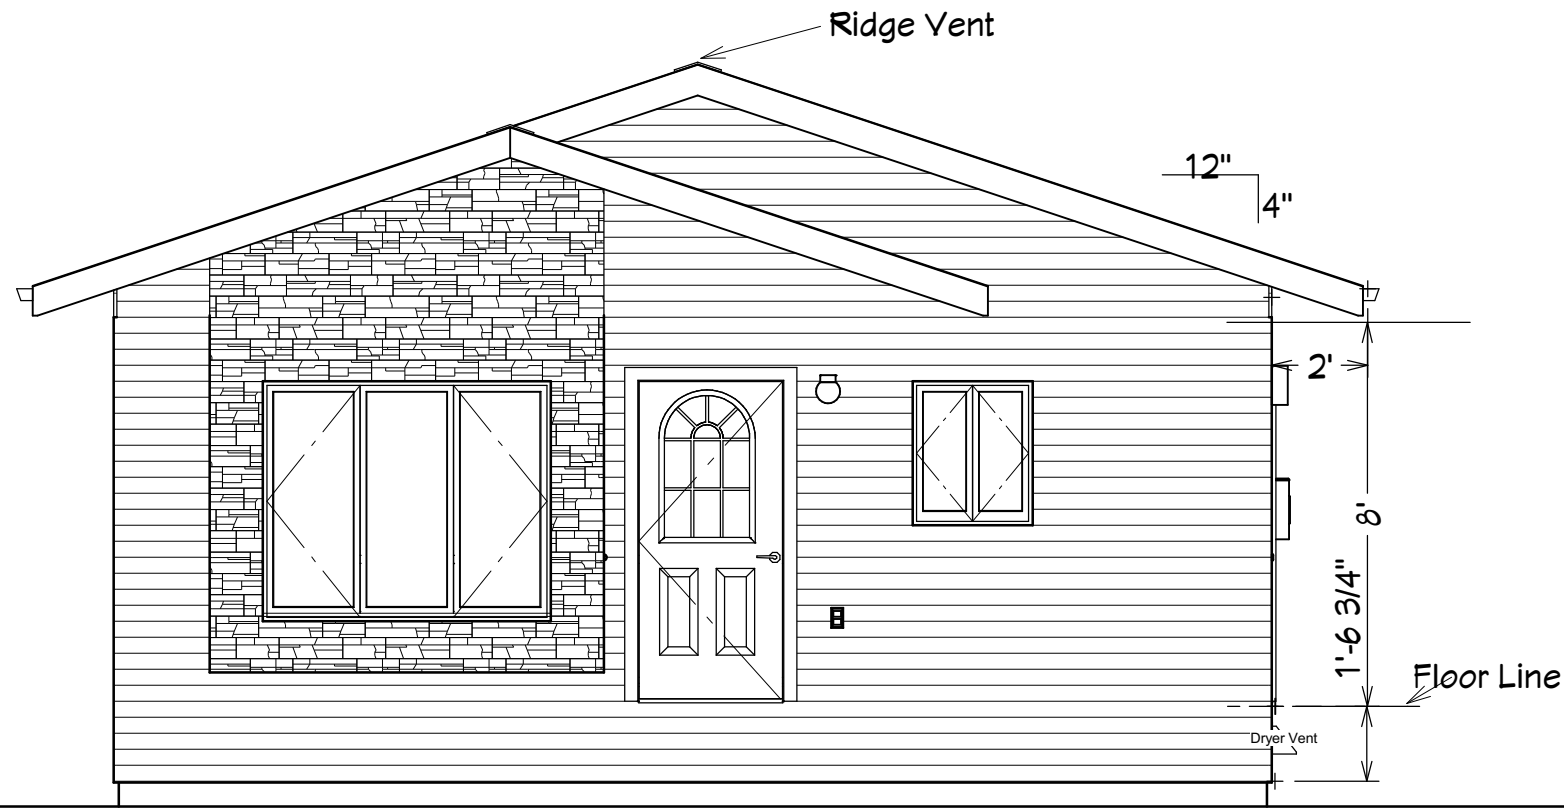 Ridge Vent
12"
4"
2'
8'
1'-6 3/4"
Floor Line
Dryer Vent